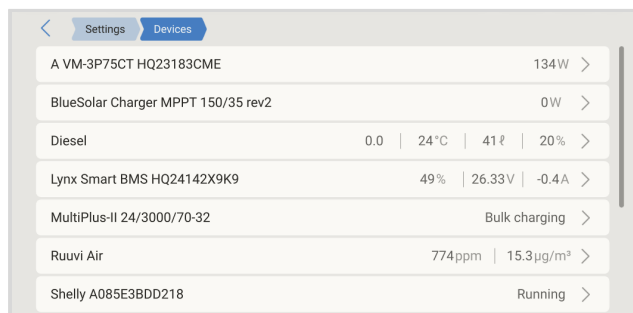 Settings Devices
A VM-3P75CT HQ23183CME 134W
BlueSolar Charger MPPT 150/35 rev2 0W
Diesel 0.0 24°C 41ℓ 20%
Lynx Smart BMS HQ24142X9K9 49% 26.33V -0.4A
MultiPlus-II 24/3000/70-32 Bulk charging
Ruuvi Air 774ppm 15.3µg/m³
Shelly A085E3BDD218 Running